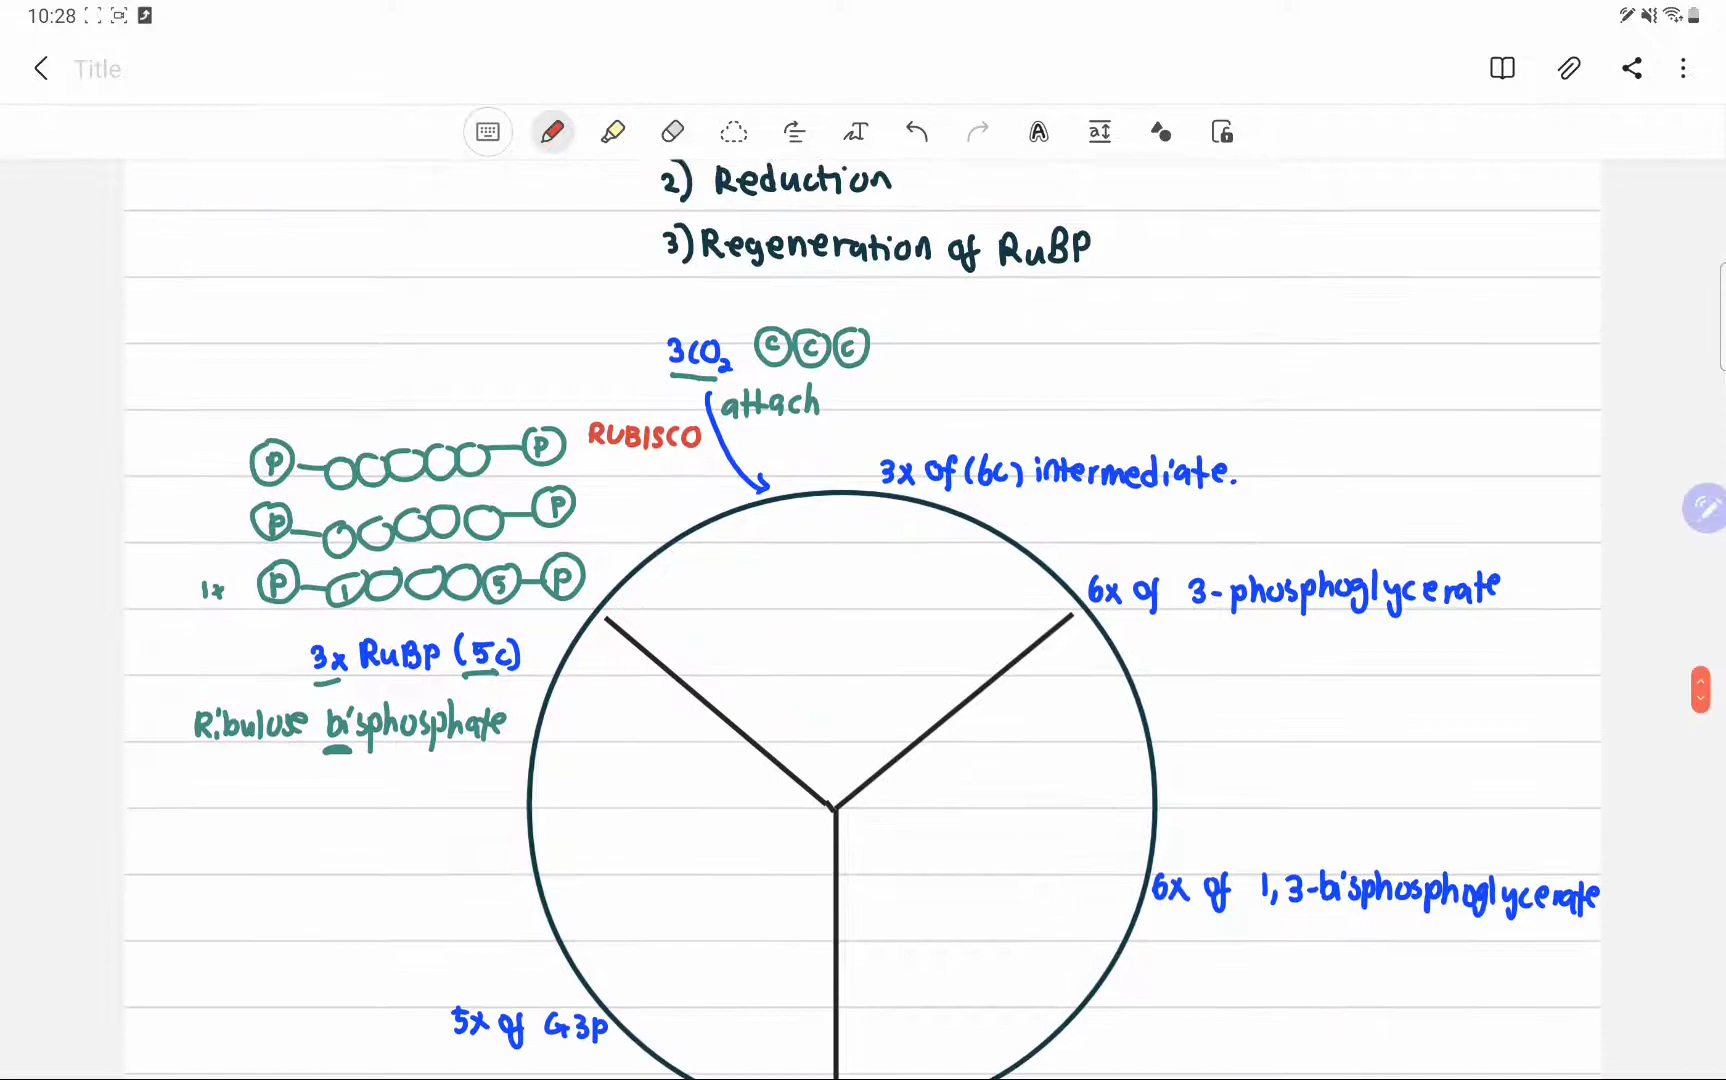 10:28
Title
2) Reduction
3) Regeneration of RuBP
3CO2 C C C
attach
RUBISCO
P P
P P
1x P 1 5 P
3x of (6c) intermediate.
6x of 3-phosphoglycerate
3x RuBP (5c)
Ribulose bisphosphate
6x of 1,3-bisphosphoglycerate
5x of G3P